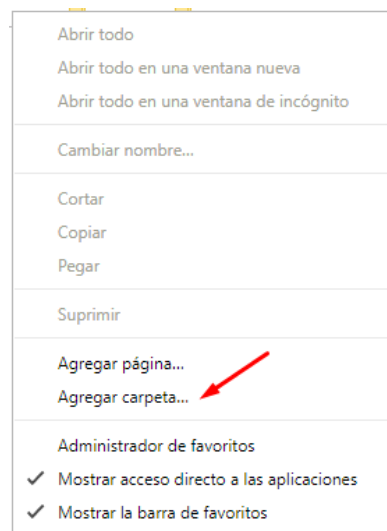 Abrir todo
Abrir todo en una ventana nueva
Abrir todo en una ventana de incógnito
Cambiar nombre...
Cortar
Copiar
Pegar
Suprimir
Agregar página...
Agregar carpeta...
Administrador de favoritos
Mostrar acceso directo a las aplicaciones
Mostrar la barra de favoritos